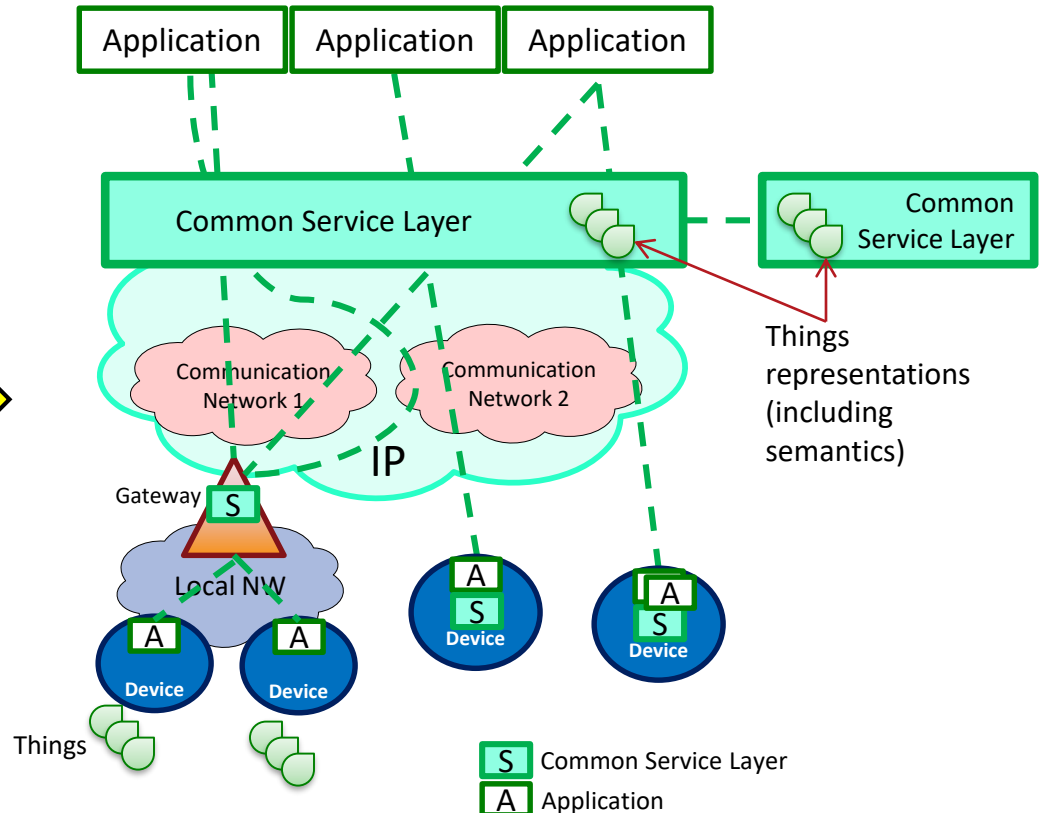 Application
Application
Application
Common Service Layer
Common
Service Layer
Things
representations
(including
semantics)
Communication
Network 1
Communication
Network 2
IP
Gateway
S
Local NW
A
Device
A
Device
A
S
Device
A
S
Device
Things
S Common Service Layer
A Application